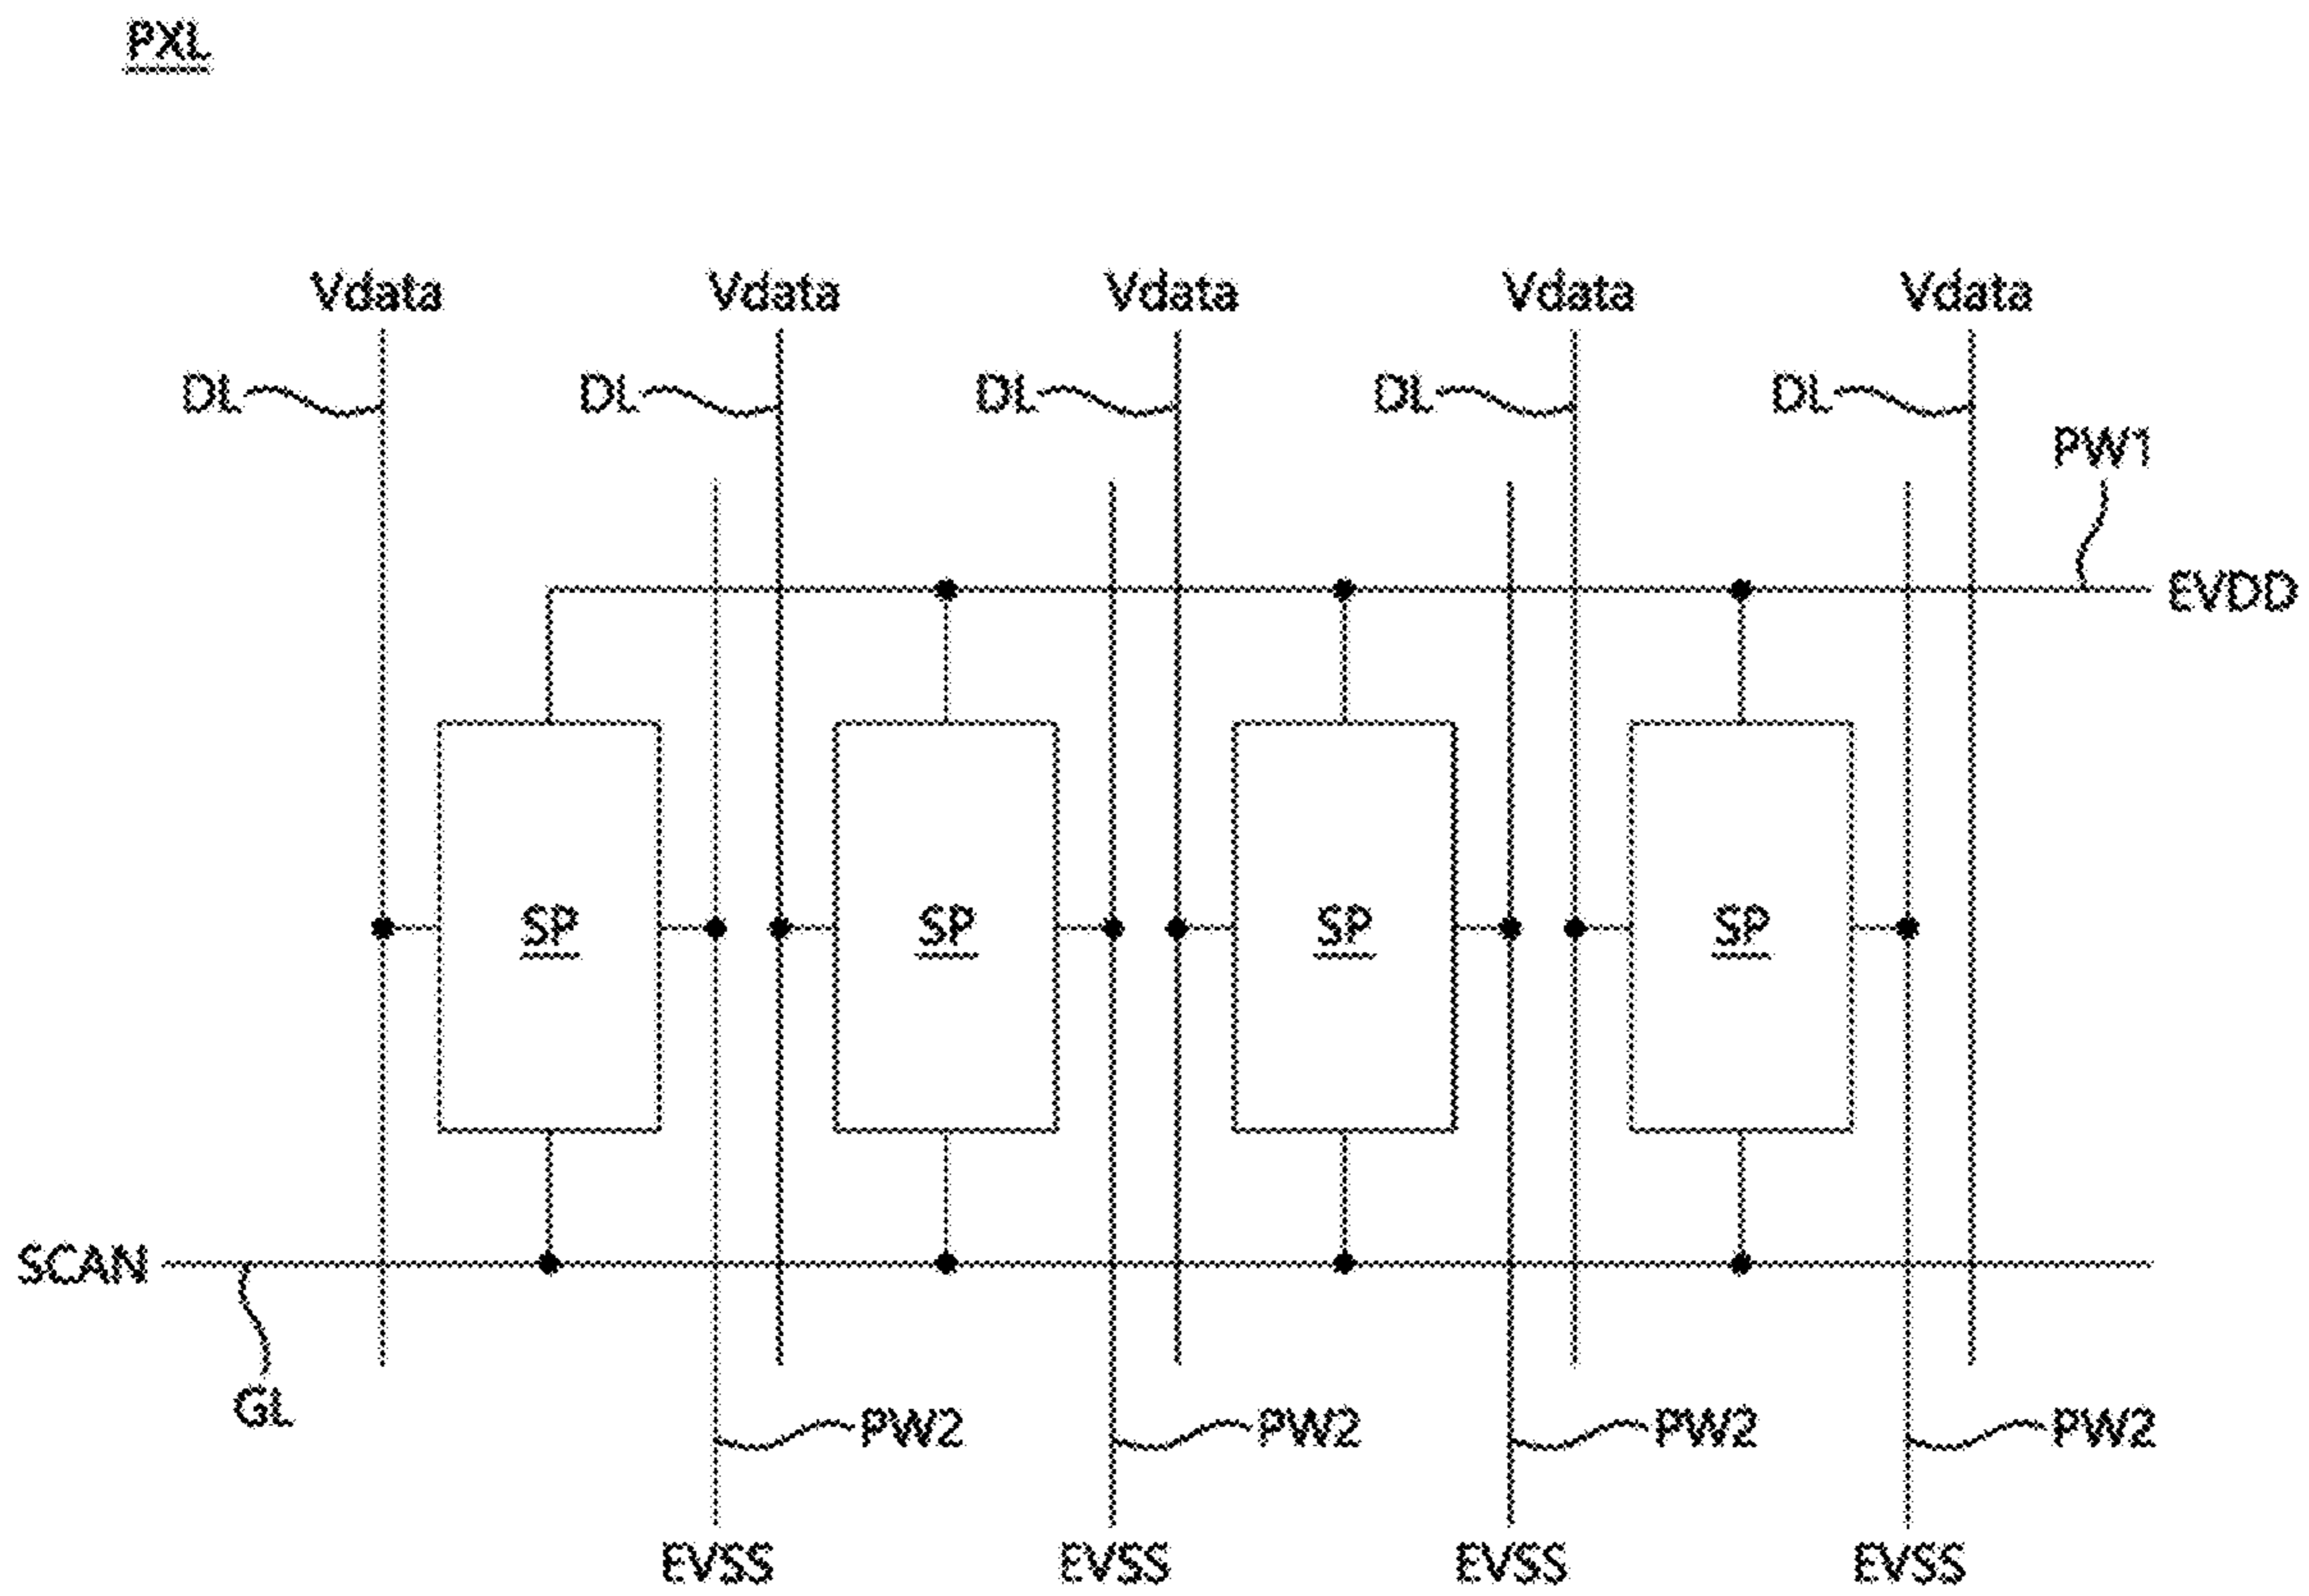 PXL
Vdata Vdata Vdata Vdata Vdata
DL DL DL DL DL
PW1
EVDD
SP SP SP SP
SCAN
GL
PW2 PW2 PW2 PW2
EVSS EVSS EVSS EVSS